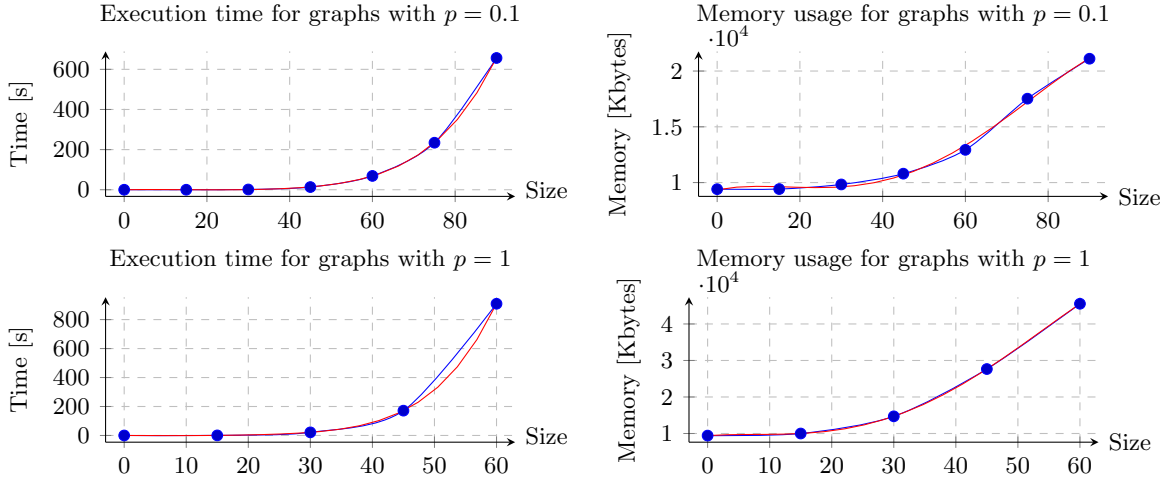 Execution time for graphs with p = 0.1
Time [s]
600
400
200
0
0 20 40 60 80
Size
Memory usage for graphs with p = 0.1
·10⁴
Memory [Kbytes]
2
1.5
1
0 20 40 60 80
Size
Execution time for graphs with p = 1
Time [s]
800
600
400
200
0
0 10 20 30 40 50 60
Size
Memory usage for graphs with p = 1
·10⁴
Memory [Kbytes]
4
3
2
1
0 10 20 30 40 50 60
Size